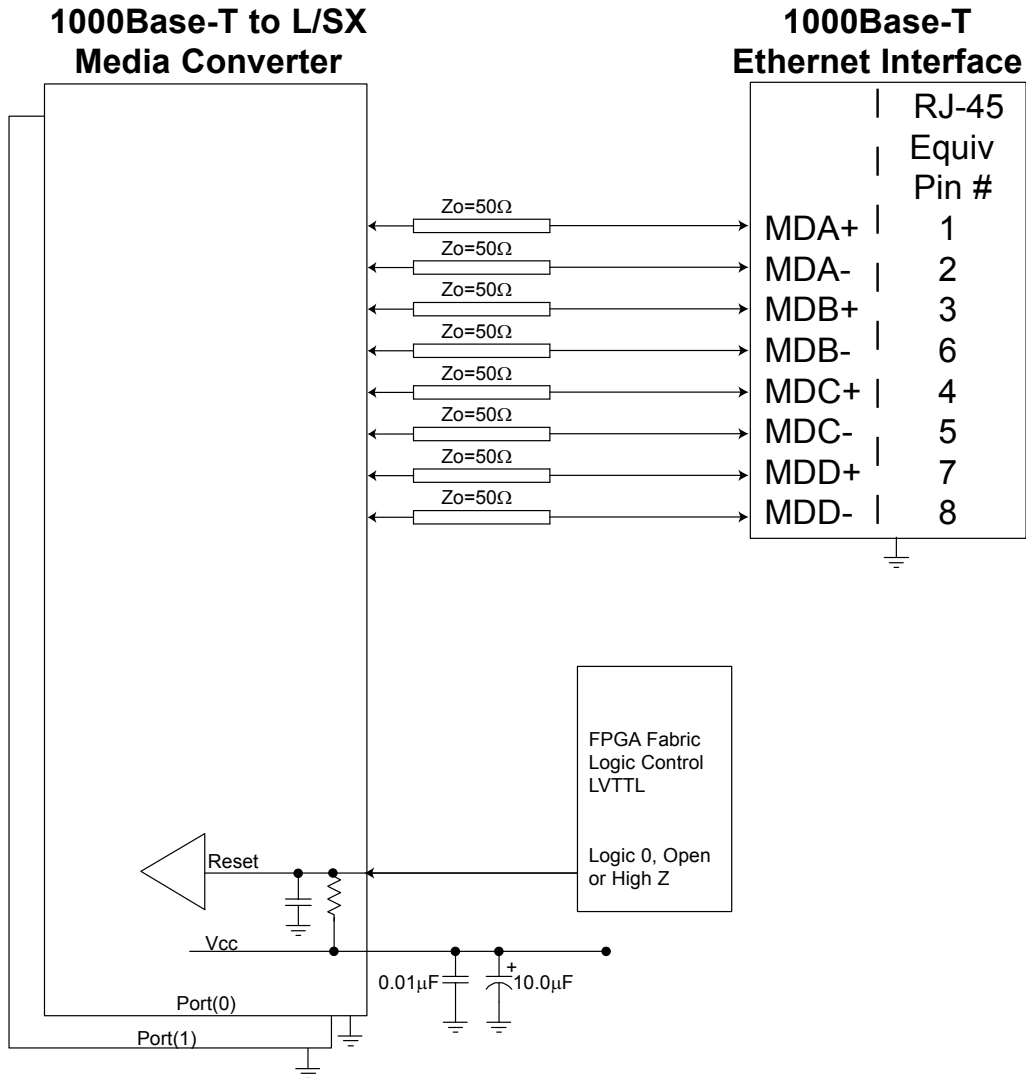 1000Base-T to L/SX
Media Converter
1000Base-T
Ethernet Interface
RJ-45
Equiv
Pin #
Zo=50Ω
MDA+ 1
Zo=50Ω
MDA- 2
Zo=50Ω
MDB+ 3
Zo=50Ω
MDB- 6
Zo=50Ω
MDC+ 4
Zo=50Ω
MDC- 5
Zo=50Ω
MDD+ 7
Zo=50Ω
MDD- 8
FPGA Fabric
Logic Control
LVTTL
Logic 0, Open
or High Z
Reset
Vcc
0.01µF
+
10.0µF
Port(0)
Port(1)